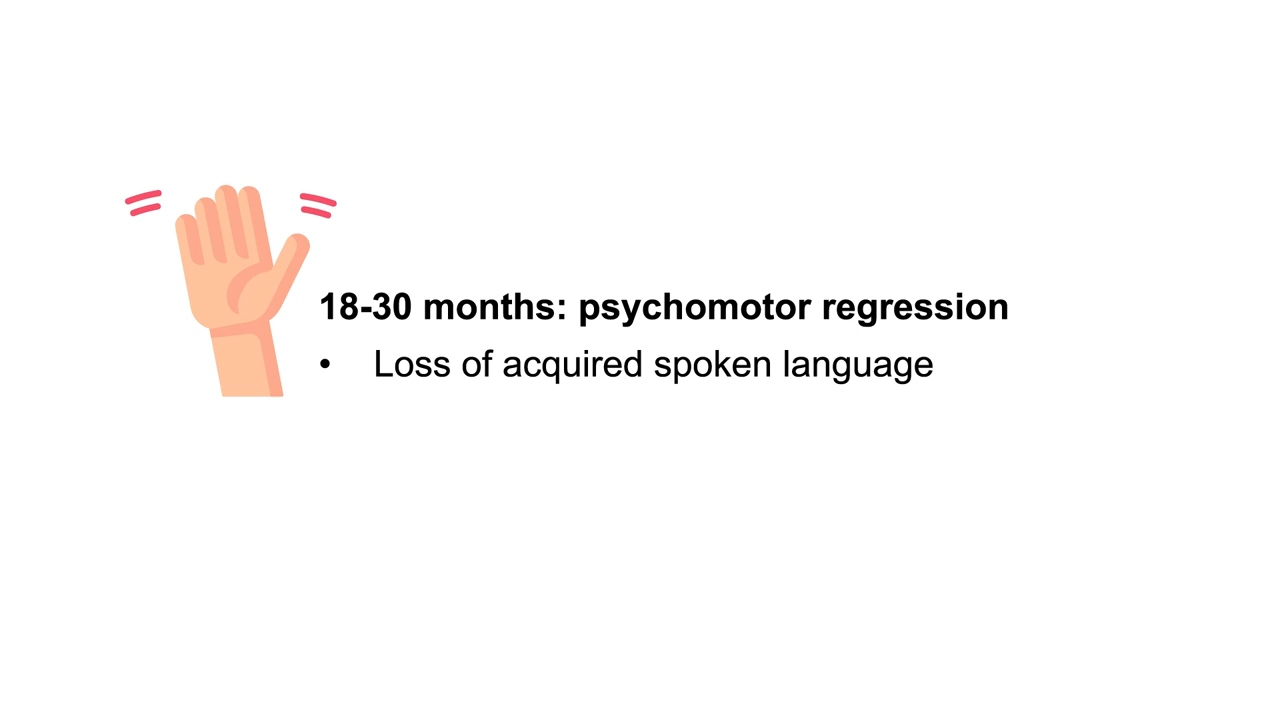 18-30 months: psychomotor regression
• Loss of acquired spoken language